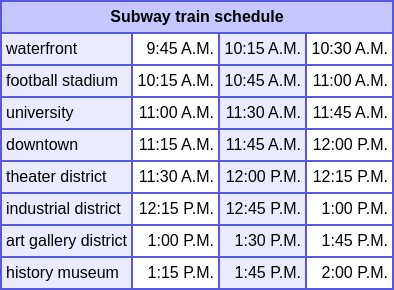 Subway train schedule
waterfront 9:45 A.M. 10:15 A.M. 10:30 A.M.
football stadium 10:15 A.M. 10:45 A.M. 11:00 A.M.
university 11:00 A.M. 11:30 A.M. 11:45 A.M.
downtown 11:15 A.M. 11:45 A.M. 12:00 P.M.
theater district 11:30 A.M. 12:00 P.M. 12:15 P.M.
industrial district 12:15 P.M. 12:45 P.M. 1:00 P.M.
art gallery district 1:00 P.M. 1:30 P.M. 1:45 P.M.
history museum 1:15 P.M. 1:45 P.M. 2:00 P.M.